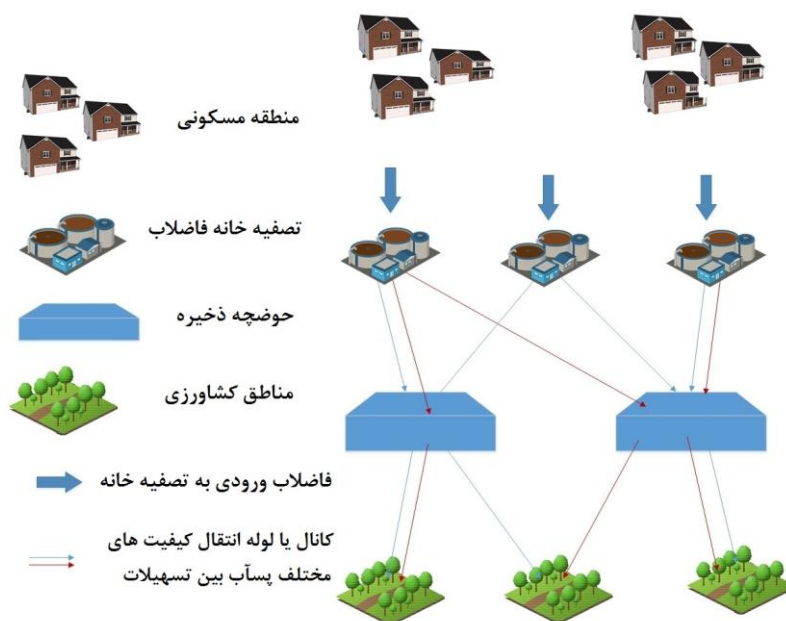 منطقه مسکونی
تصفیه خانه فاضلاب
حوضچه ذخیره
مناطق کشاورزی
فاضلاب ورودی به تصفیه خانه
کانال یا لوله انتقال کیفیت های
مختلف پسآب بین تسهیلات